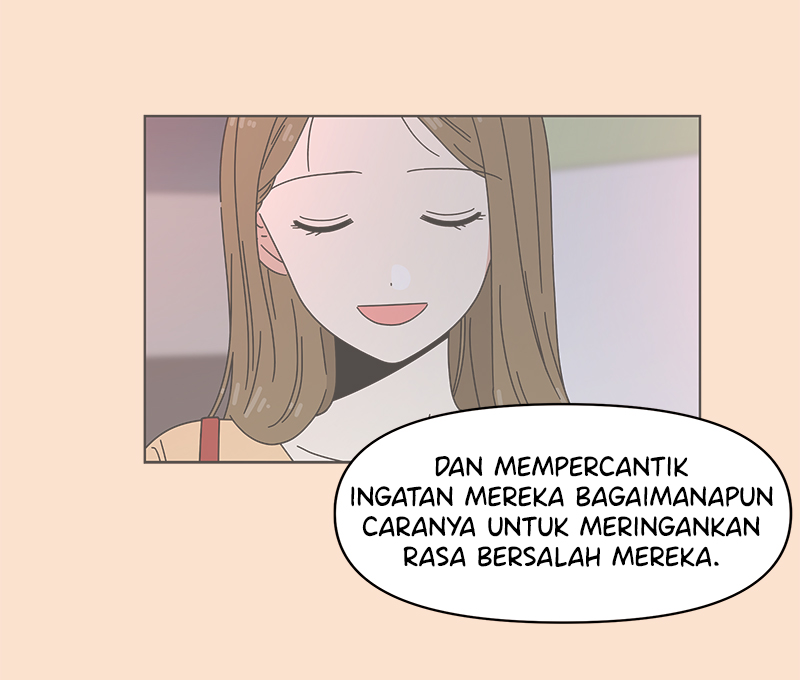 DAN MEMPERCANTIK
INGATAN MEREKA BAGAIMANAPUN
CARANYA UNTUK MERINGANKAN
RASA BERSALAH MEREKA.